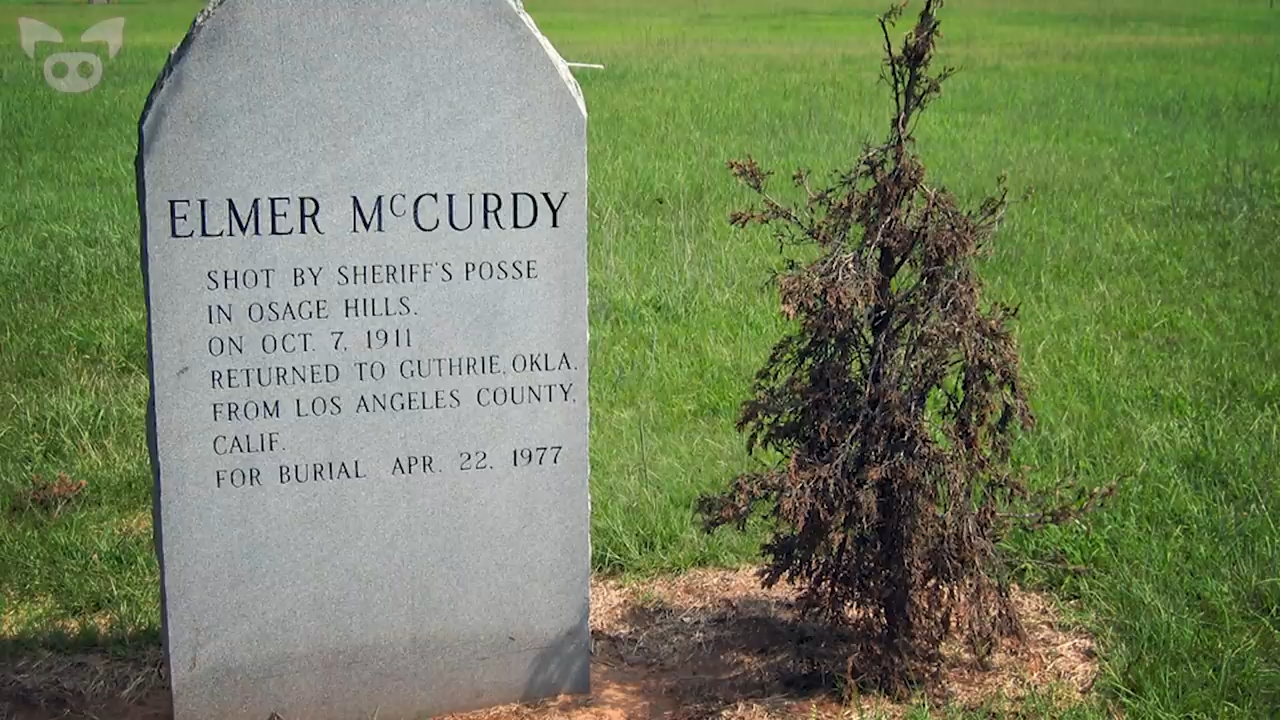 ELMER McCURDY
SHOT BY SHERIFF'S POSSE
IN OSAGE HILLS.
ON OCT. 7, 1911
RETURNED TO GUTHRIE, OKLA.
FROM LOS ANGELES COUNTY,
CALIF.
FOR BURIAL APR. 22, 1977